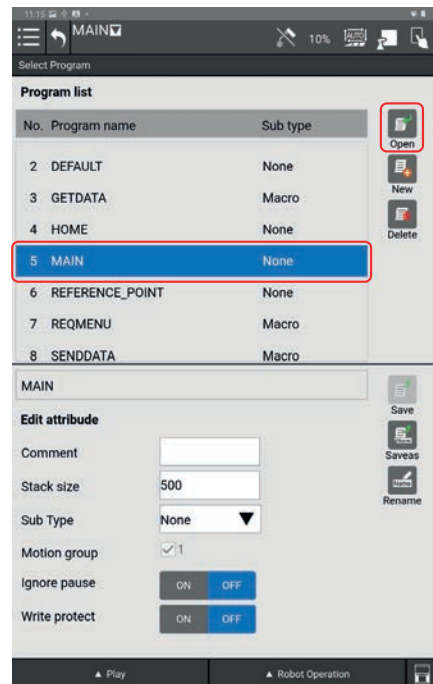 11:15
MAIN
10% AUTO
Select Program
Program list
No. Program name Sub type
Open
2 DEFAULT None
3 GETDATA Macro
New
4 HOME None
Delete
5 MAIN None
6 REFERENCE_POINT None
7 REQMENU Macro
8 SENDDATA Macro
MAIN
Save
Edit attribude
Comment
Saveas
Stack size 500
Rename
Sub Type None
Motion group 1
Ignore pause ON OFF
Write protect ON OFF
▲ Play ▲ Robot Operation